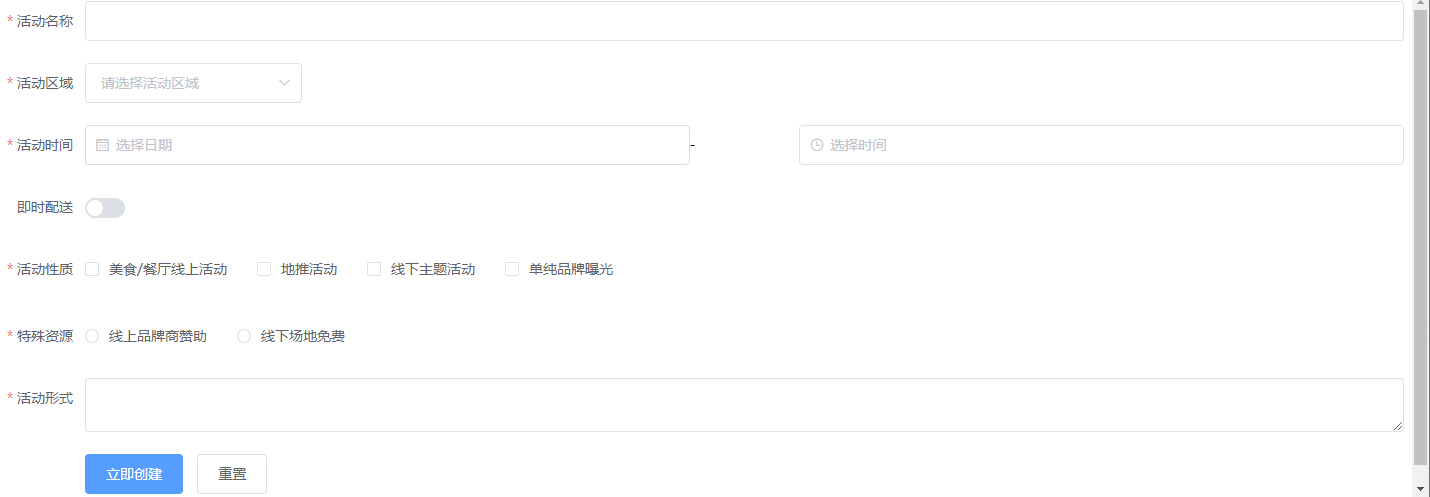 * 活动名称
* 活动区域 请选择活动区域
* 活动时间 选择日期 - 选择时间
即时配送
* 活动性质 美食/餐厅线上活动 地推活动 线下主题活动 单纯品牌曝光
* 特殊资源 线上品牌商赞助 线下场地免费
* 活动形式
立即创建 重置